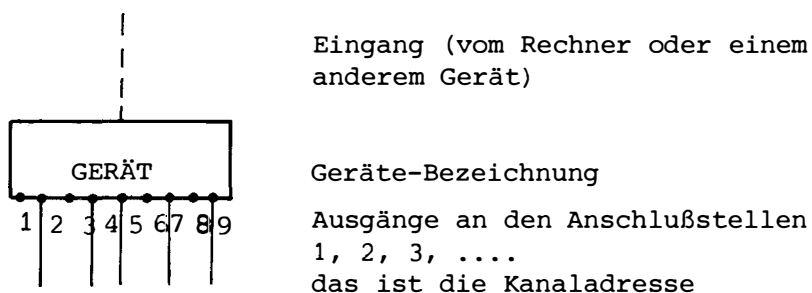 Eingang (vom Rechner oder einem
anderem Gerät)
GERÄT
Geräte-Bezeichnung
1 2 3 4 5 6 7 8 9
Ausgänge an den Anschlußstellen
1, 2, 3, ....
das ist die Kanaladresse